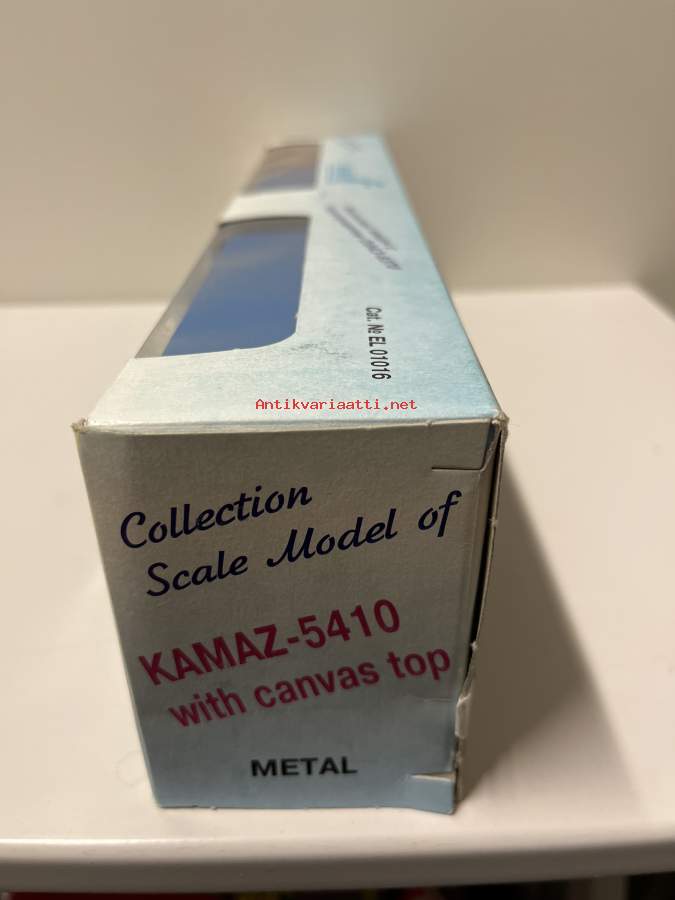 Cat. № EL 01016
Antikvariaatti.net
Collection
Scale Model of
KAMAZ-5410
with canvas top
METAL